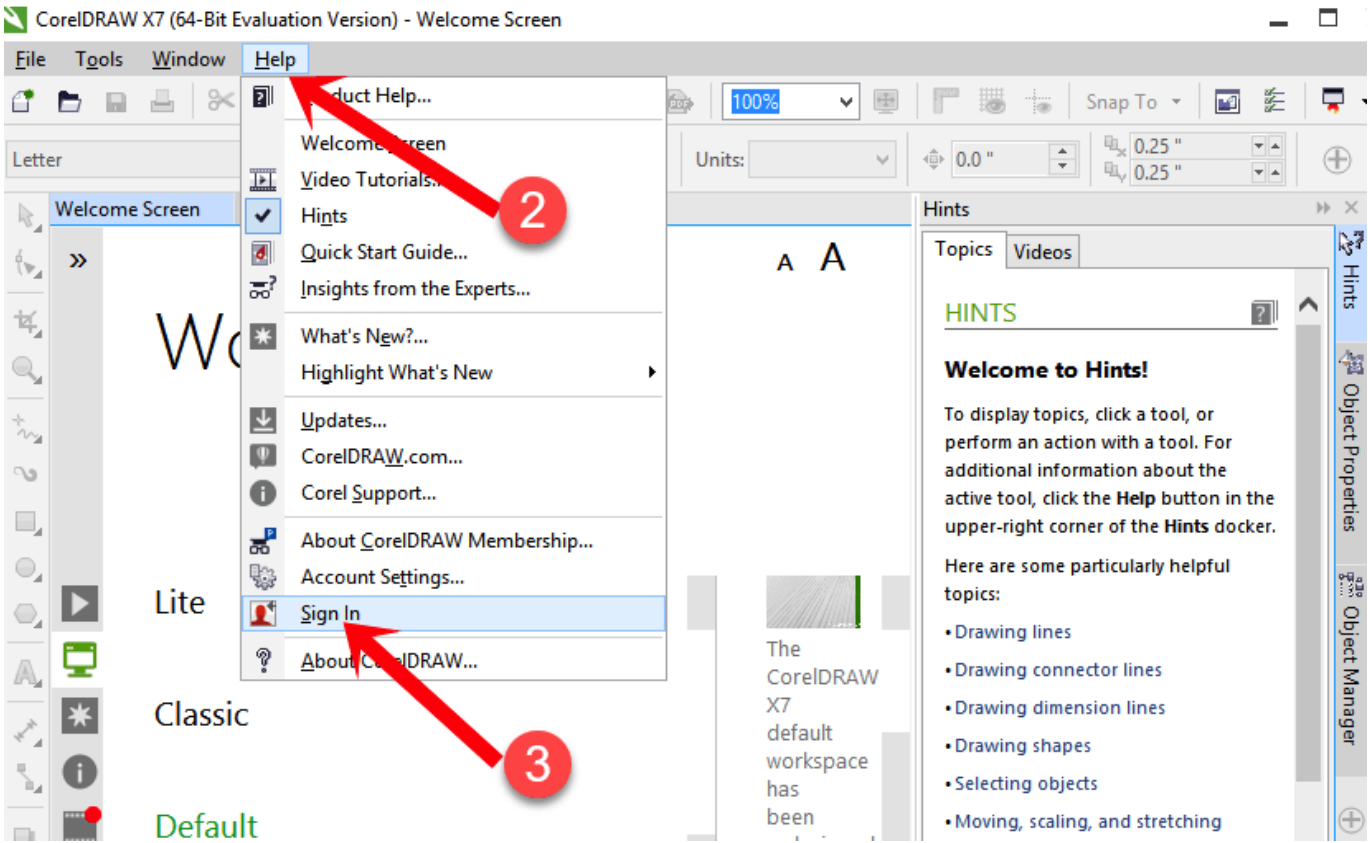 CorelDRAW X7 (64-Bit Evaluation Version) - Welcome Screen
File Tools Window Help
100% Snap To
Letter Units: 0.0 " 0.25 "
0.25 "
Help...
Welcome Screen
Video Tutorials...
Hints
Quick Start Guide...
Insights from the Experts...
What's New?...
Highlight What's New
Updates...
CorelDRAW.com...
Corel Support...
About CorelDRAW Membership...
Account Settings...
Sign In
About CorelDRAW...
2
3
Welcome Screen
A A
Lite
Classic
Default
The
CorelDRAW
X7
default
workspace
has
been
Hints
Topics Videos
HINTS
Welcome to Hints!
To display topics, click a tool, or
perform an action with a tool. For
additional information about the
active tool, click the Help button in the
upper-right corner of the Hints docker.
Here are some particularly helpful
topics:
• Drawing lines
• Drawing connector lines
• Drawing dimension lines
• Drawing shapes
• Selecting objects
• Moving, scaling, and stretching
Hints
Object Properties
Object Manager